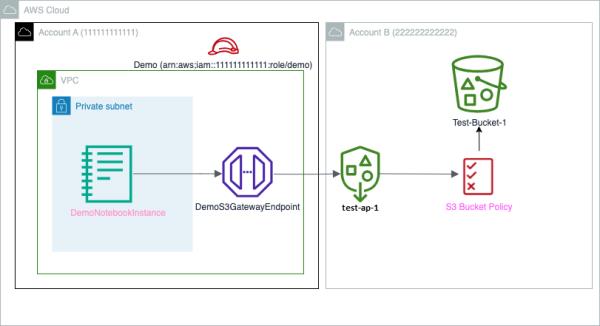 AWS Cloud
Account A (111111111111)
Account B (222222222222)
Demo (arn:aws:iam::111111111111:role/demo)
VPC
Private subnet
Test-Bucket-1
DemoNotebookInstance
DemoS3GatewayEndpoint
test-ap-1
S3 Bucket Policy